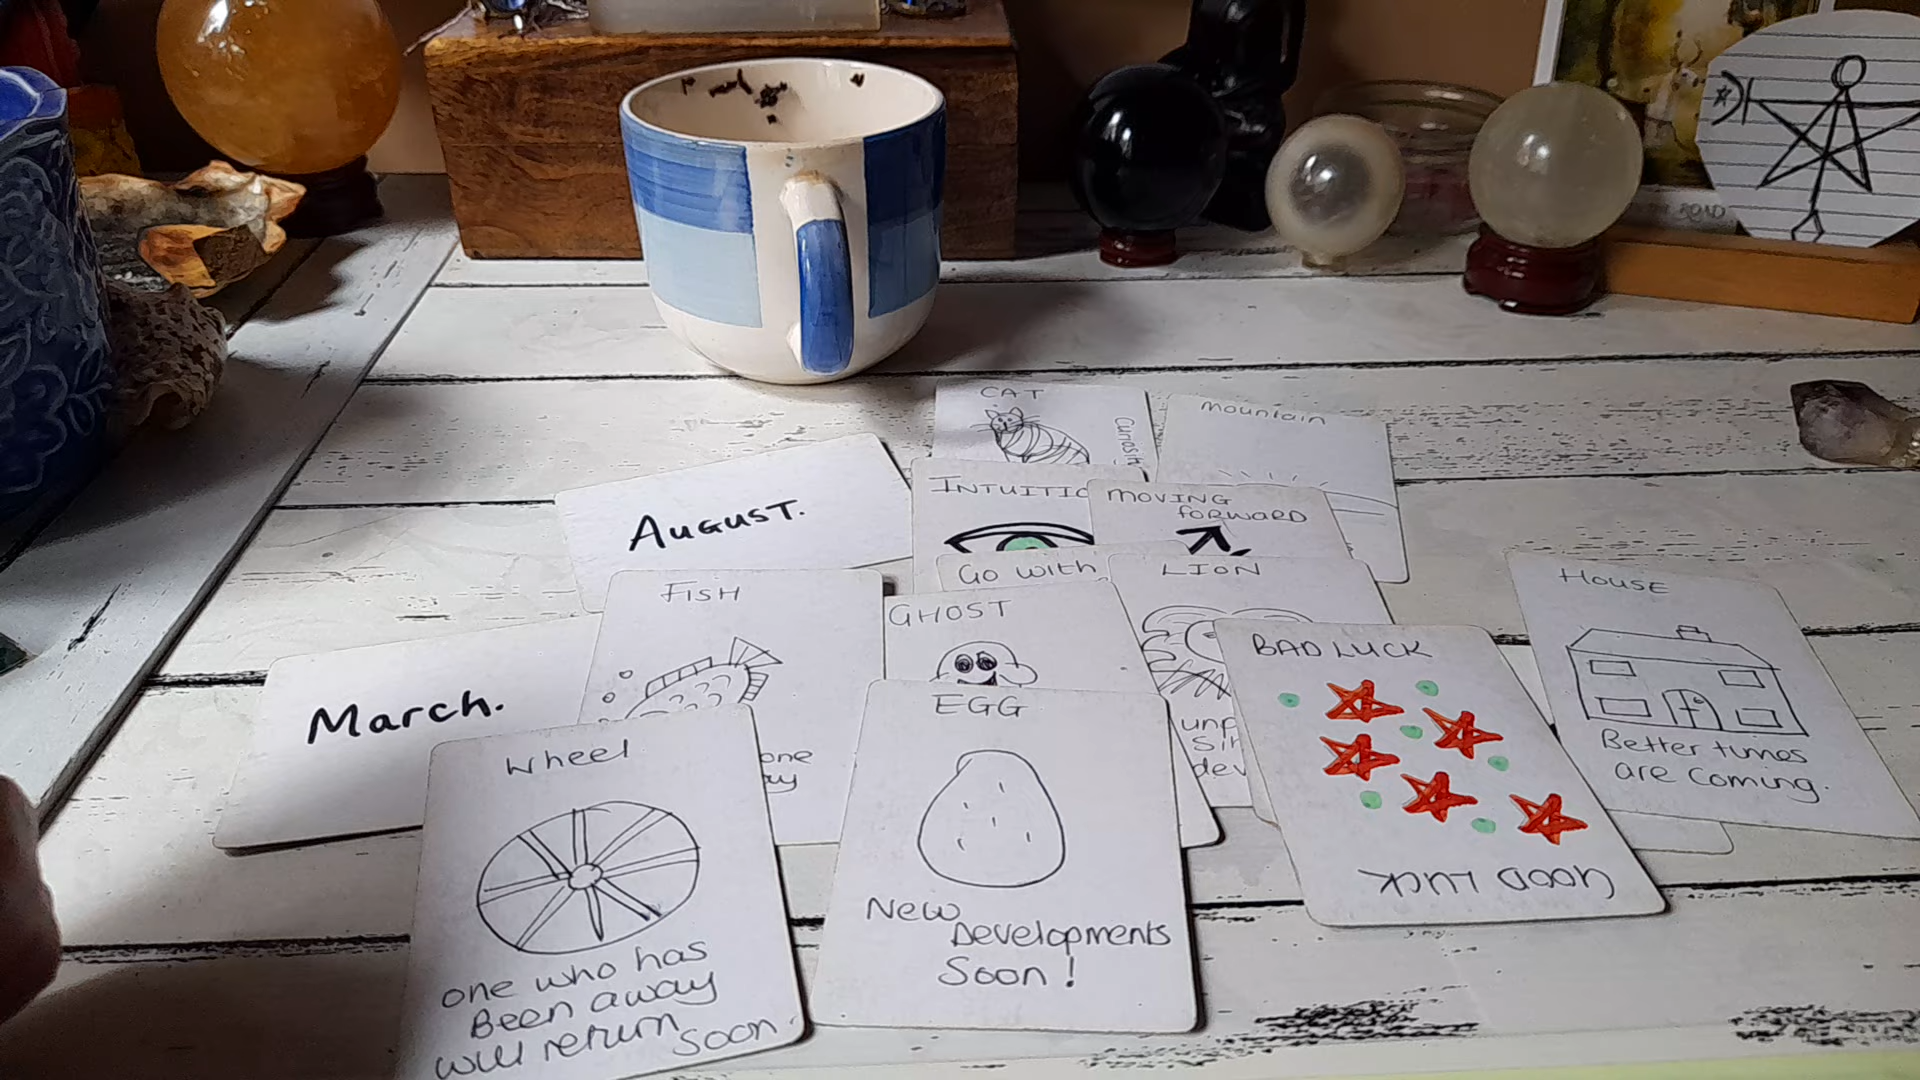 CAT
Mountain
AUGUST.
MOVING
forward
Go with
LION
FISH
GHOST
HOUSE
BAD LUCK
Better times
are coming.
March.
EGG
Wheel
New
Developments
Soon!
GOOD LUCK
one who has
Been away
will return
soon.